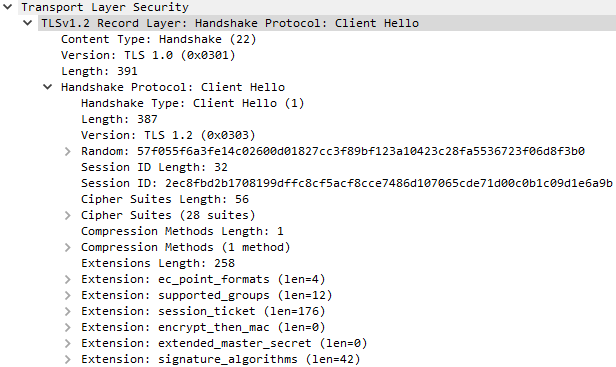 Transport Layer Security
TLSv1.2 Record Layer: Handshake Protocol: Client Hello
Content Type: Handshake (22)
Version: TLS 1.0 (0x0301)
Length: 391
Handshake Protocol: Client Hello
Handshake Type: Client Hello (1)
Length: 387
Version: TLS 1.2 (0x0303)
Random: 57f055f6a3fe14c02600d01827cc3f89bf123a10423c28fa5536723f06d8f3b0
Session ID Length: 32
Session ID: 2ec8fbd2b1708199dffc8cf5acf8cce7486d107065cde71d00c0b1c09d1e6a9b
Cipher Suites Length: 56
Cipher Suites (28 suites)
Compression Methods Length: 1
Compression Methods (1 method)
Extensions Length: 258
Extension: ec_point_formats (len=4)
Extension: supported_groups (len=12)
Extension: session_ticket (len=176)
Extension: encrypt_then_mac (len=0)
Extension: extended_master_secret (len=0)
Extension: signature_algorithms (len=42)